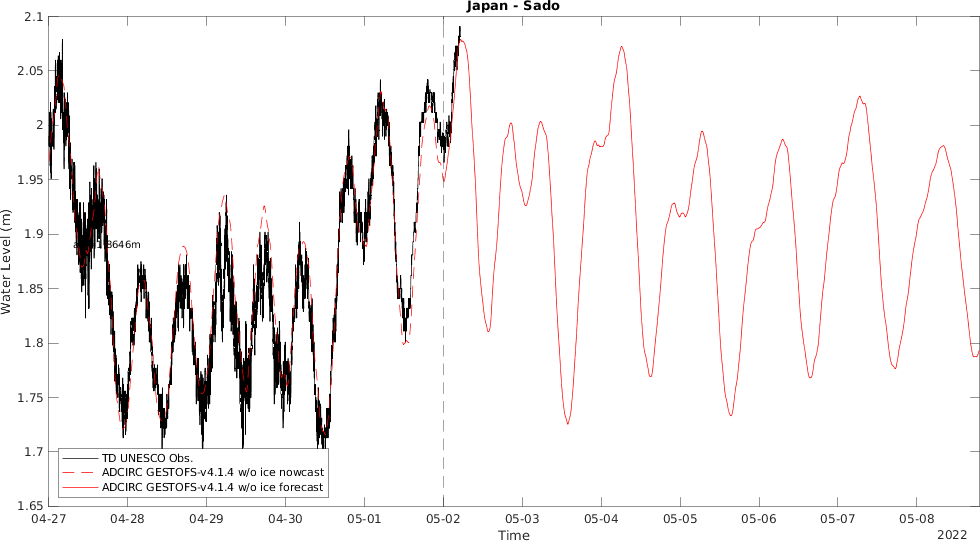 Japan - Sado
2.1
2.05
2
1.95
1.9
1.85
1.8
1.75
1.7
1.65
Water Level (m)
3646m
TD UNESCO Obs.
ADCIRC GESTOFS-v4.1.4 w/o ice nowcast
ADCIRC GESTOFS-v4.1.4 w/o ice forecast
04-27 04-28 04-29 04-30 05-01 05-02 05-03 05-04 05-05 05-06 05-07 05-08
Time
2022